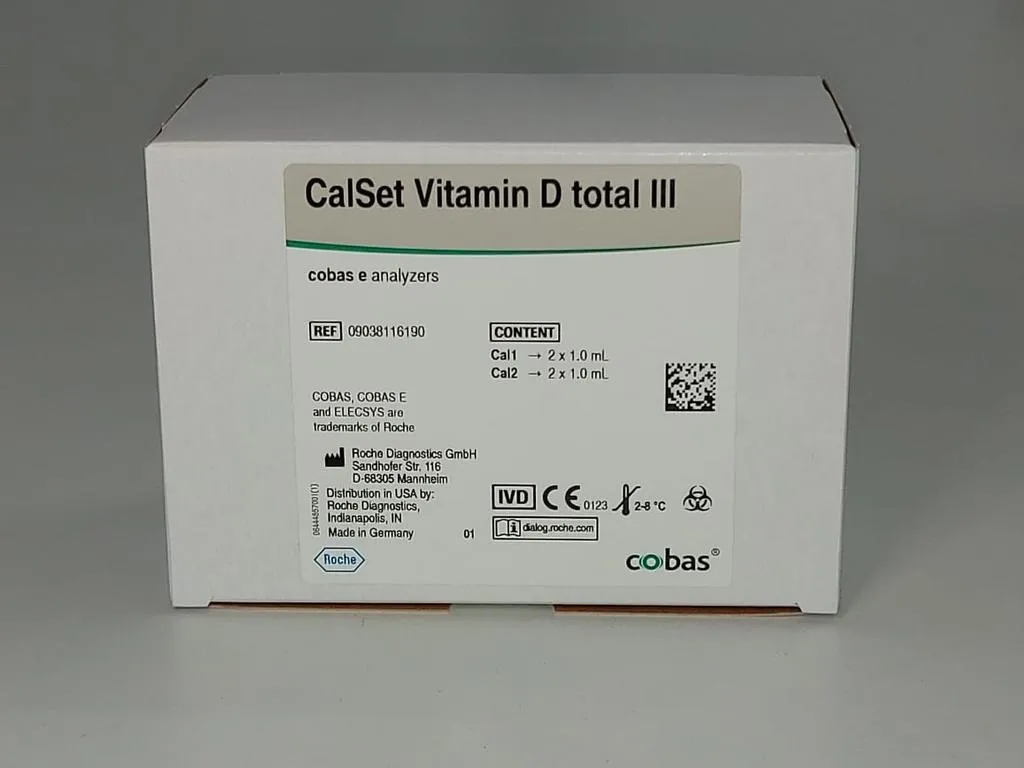 CalSet Vitamin D total III
cobas e analyzers
REF 09038116190
CONTENT
Cal1 → 2 x 1.0 mL
Cal2 → 2 x 1.0 mL
COBAS, COBAS E
and ELECSYS are
trademarks of Roche
Roche Diagnostics GmbH
Sandhofer Str. 116
D-68305 Mannheim
Distribution in USA by:
Roche Diagnostics,
Indianapolis, IN
Made in Germany
01
IVD CE 0123 2-8 °C
dialog.roche.com
Roche
cobas®